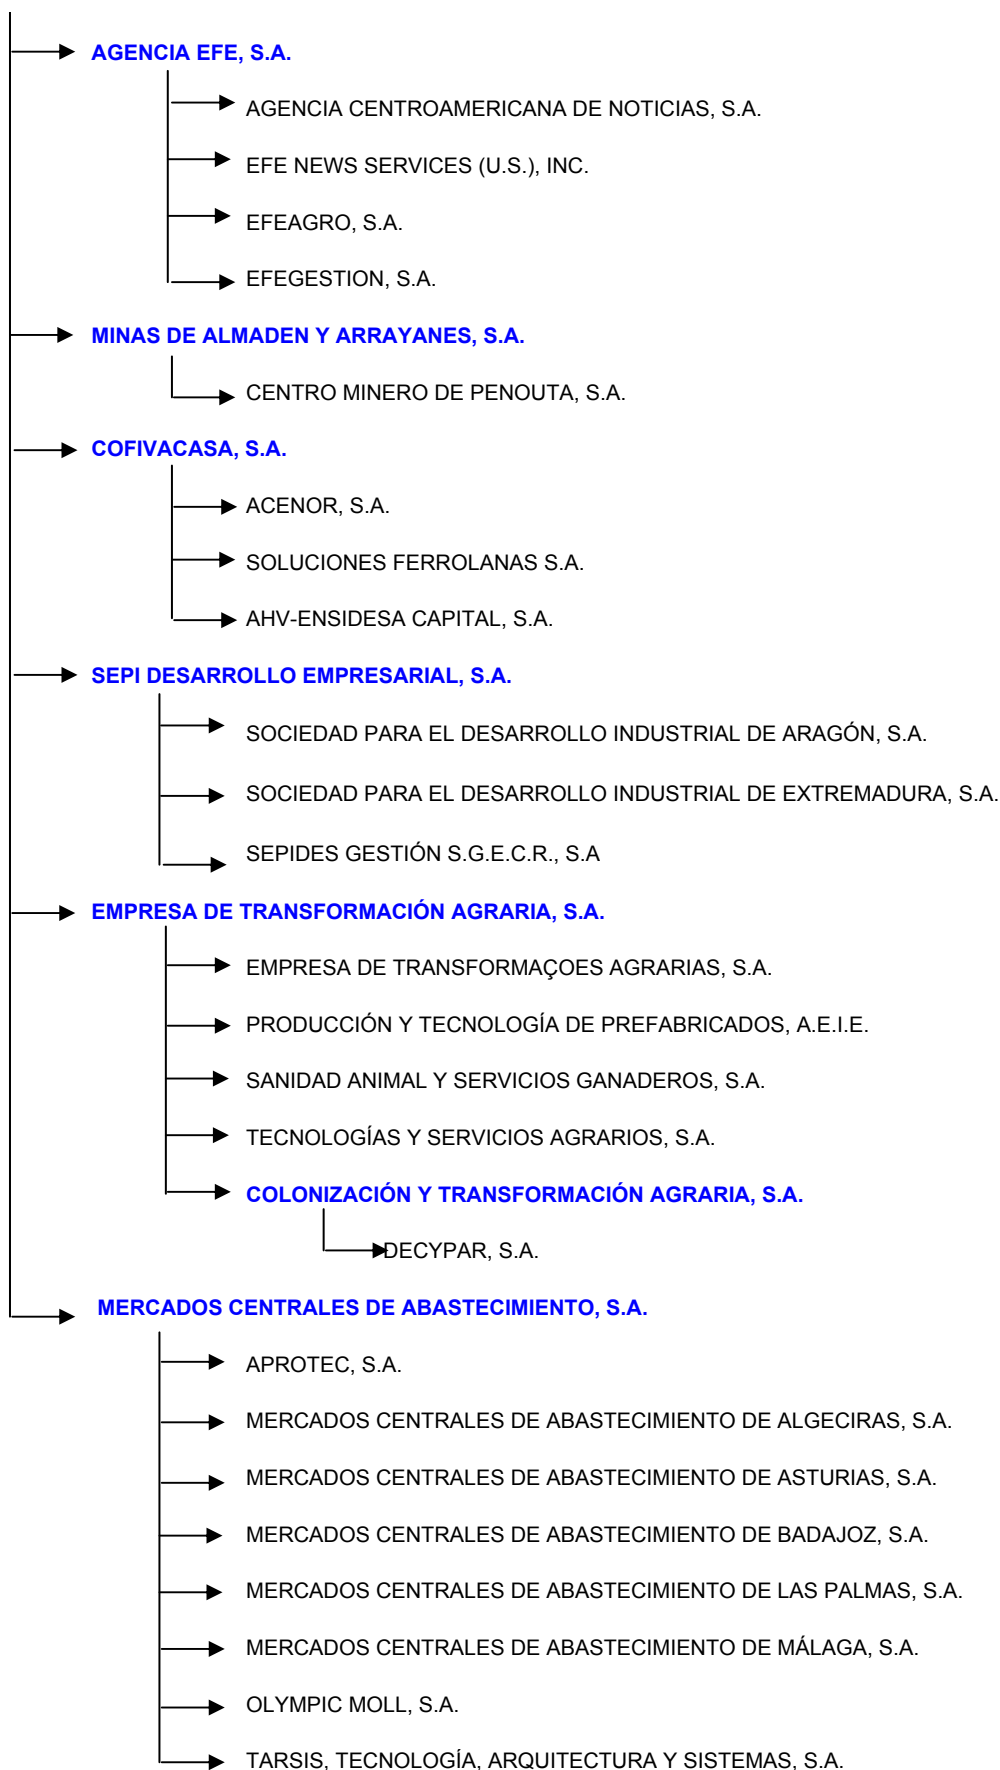 AGENCIA EFE, S.A.
AGENCIA CENTROAMERICANA DE NOTICIAS, S.A.
EFE NEWS SERVICES (U.S.), INC.
EFEAGRO, S.A.
EFEGESTION, S.A.
MINAS DE ALMADEN Y ARRAYANES, S.A.
CENTRO MINERO DE PENOUTA, S.A.
COFIVACASA, S.A.
ACENOR, S.A.
SOLUCIONES FERROLANAS S.A.
AHV-ENSIDESA CAPITAL, S.A.
SEPI DESARROLLO EMPRESARIAL, S.A.
SOCIEDAD PARA EL DESARROLLO INDUSTRIAL DE ARAGÓN, S.A.
SOCIEDAD PARA EL DESARROLLO INDUSTRIAL DE EXTREMADURA, S.A.
SEPIDES GESTIÓN S.G.E.C.R., S.A
EMPRESA DE TRANSFORMACIÓN AGRARIA, S.A.
EMPRESA DE TRANSFORMAÇOES AGRARIAS, S.A.
PRODUCCIÓN Y TECNOLOGÍA DE PREFABRICADOS, A.E.I.E.
SANIDAD ANIMAL Y SERVICIOS GANADEROS, S.A.
TECNOLOGÍAS Y SERVICIOS AGRARIOS, S.A.
COLONIZACIÓN Y TRANSFORMACIÓN AGRARIA, S.A.
DECYPAR, S.A.
MERCADOS CENTRALES DE ABASTECIMIENTO, S.A.
APROTEC, S.A.
MERCADOS CENTRALES DE ABASTECIMIENTO DE ALGECIRAS, S.A.
MERCADOS CENTRALES DE ABASTECIMIENTO DE ASTURIAS, S.A.
MERCADOS CENTRALES DE ABASTECIMIENTO DE BADAJOZ, S.A.
MERCADOS CENTRALES DE ABASTECIMIENTO DE LAS PALMAS, S.A.
MERCADOS CENTRALES DE ABASTECIMIENTO DE MÁLAGA, S.A.
OLYMPIC MOLL, S.A.
TARSIS, TECNOLOGÍA, ARQUITECTURA Y SISTEMAS, S.A.